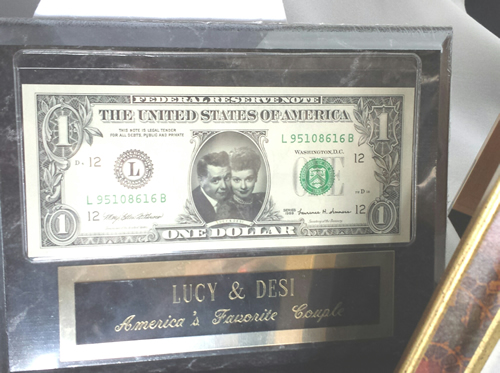 FEDERAL RESERVE NOTE
THE UNITED STATES OF AMERICA
1
1
THIS NOTE IS LEGAL TENDER
FOR ALL DEBTS, PUBLIC AND PRIVATE
L 95108616 B
WASHINGTON, D.C.
12
12
L
L 95108616 B
12
12
SERIES
1
1
ONE DOLLAR
LUCY & DESI
America's Favorite Couple